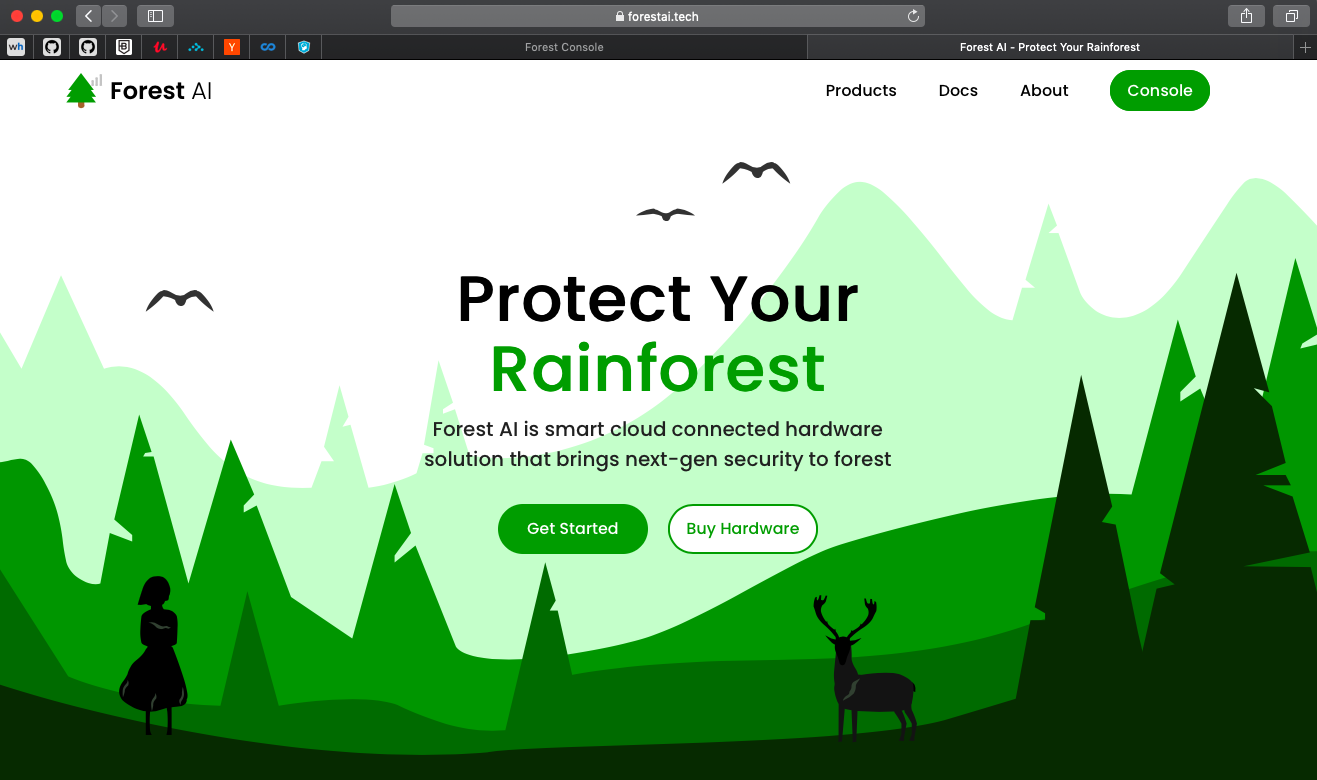 forestai.tech
wh
Y
Forest Console
Forest AI - Protect Your Rainforest
Forest AI
Products
Docs
About
Console
Protect Your
Rainforest
Forest AI is smart cloud connected hardware
solution that brings next-gen security to forest
Get Started
Buy Hardware